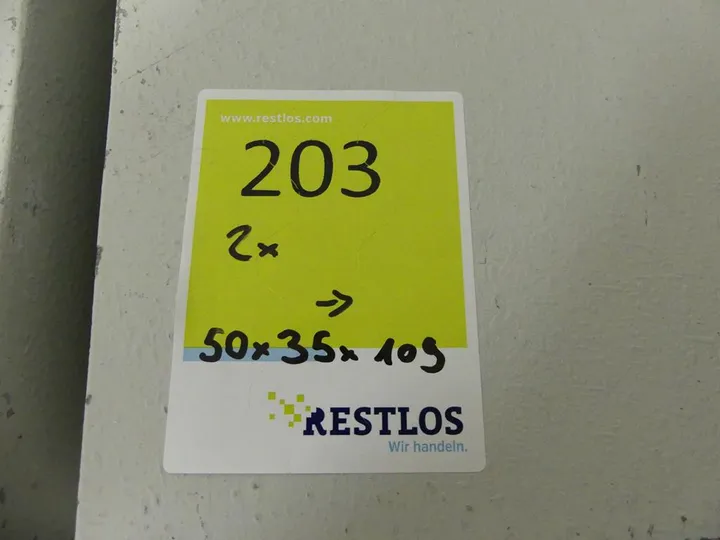 www.restlos.com
203
2x
→
50x35x109
RESTLOS
Wir handeln.